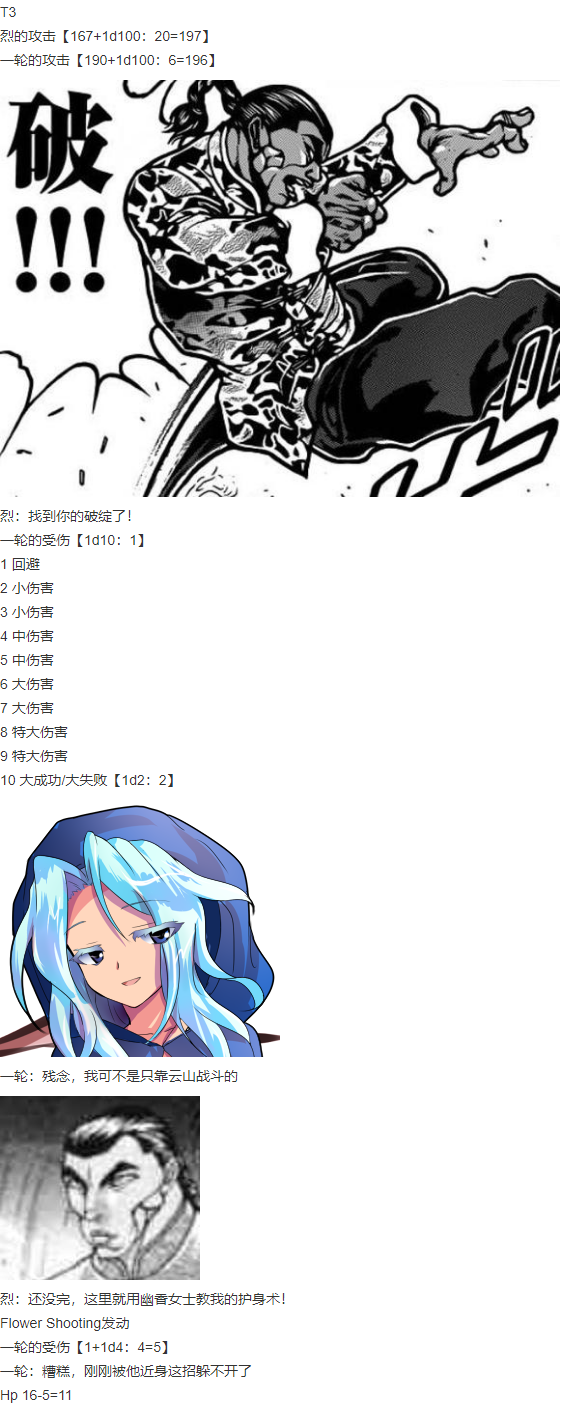 T3
烈的攻击【167+1d100：20=197】
一轮的攻击【190+1d100：6=196】
破
!!!
烈：找到你的破绽了！
一轮的受伤【1d10：1】
1 回避
2 小伤害
3 小伤害
4 中伤害
5 中伤害
6 大伤害
7 大伤害
8 特大伤害
9 特大伤害
10 大成功/大失败【1d2：2】
一轮：残念，我可不是只靠云山战斗的
烈：还没完，这里就用幽香女士教我的护身术！
Flower Shooting发动
一轮的受伤【1+1d4：4=5】
一轮：糟糕，刚刚被他近身这招躲不开了
Hp 16-5=11